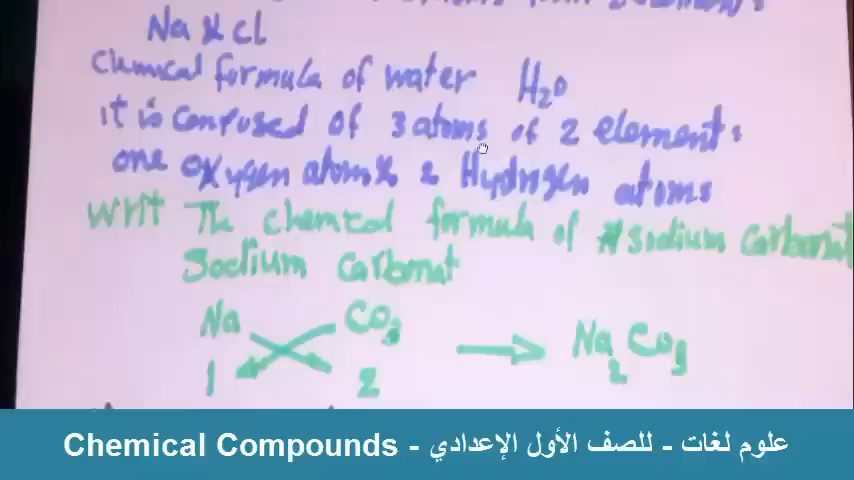 Na & Cl
chemical formula of water H2O
it is composed of 3 atoms of 2 elements
one oxygen atom & 2 Hydrogen atoms
writ The chemical formula of sodium carbonat
Sodium carbonat
Na CO3 → Na2CO3
1 2
Chemical Compounds - علوم لغات - للصف الأول الإعدادي